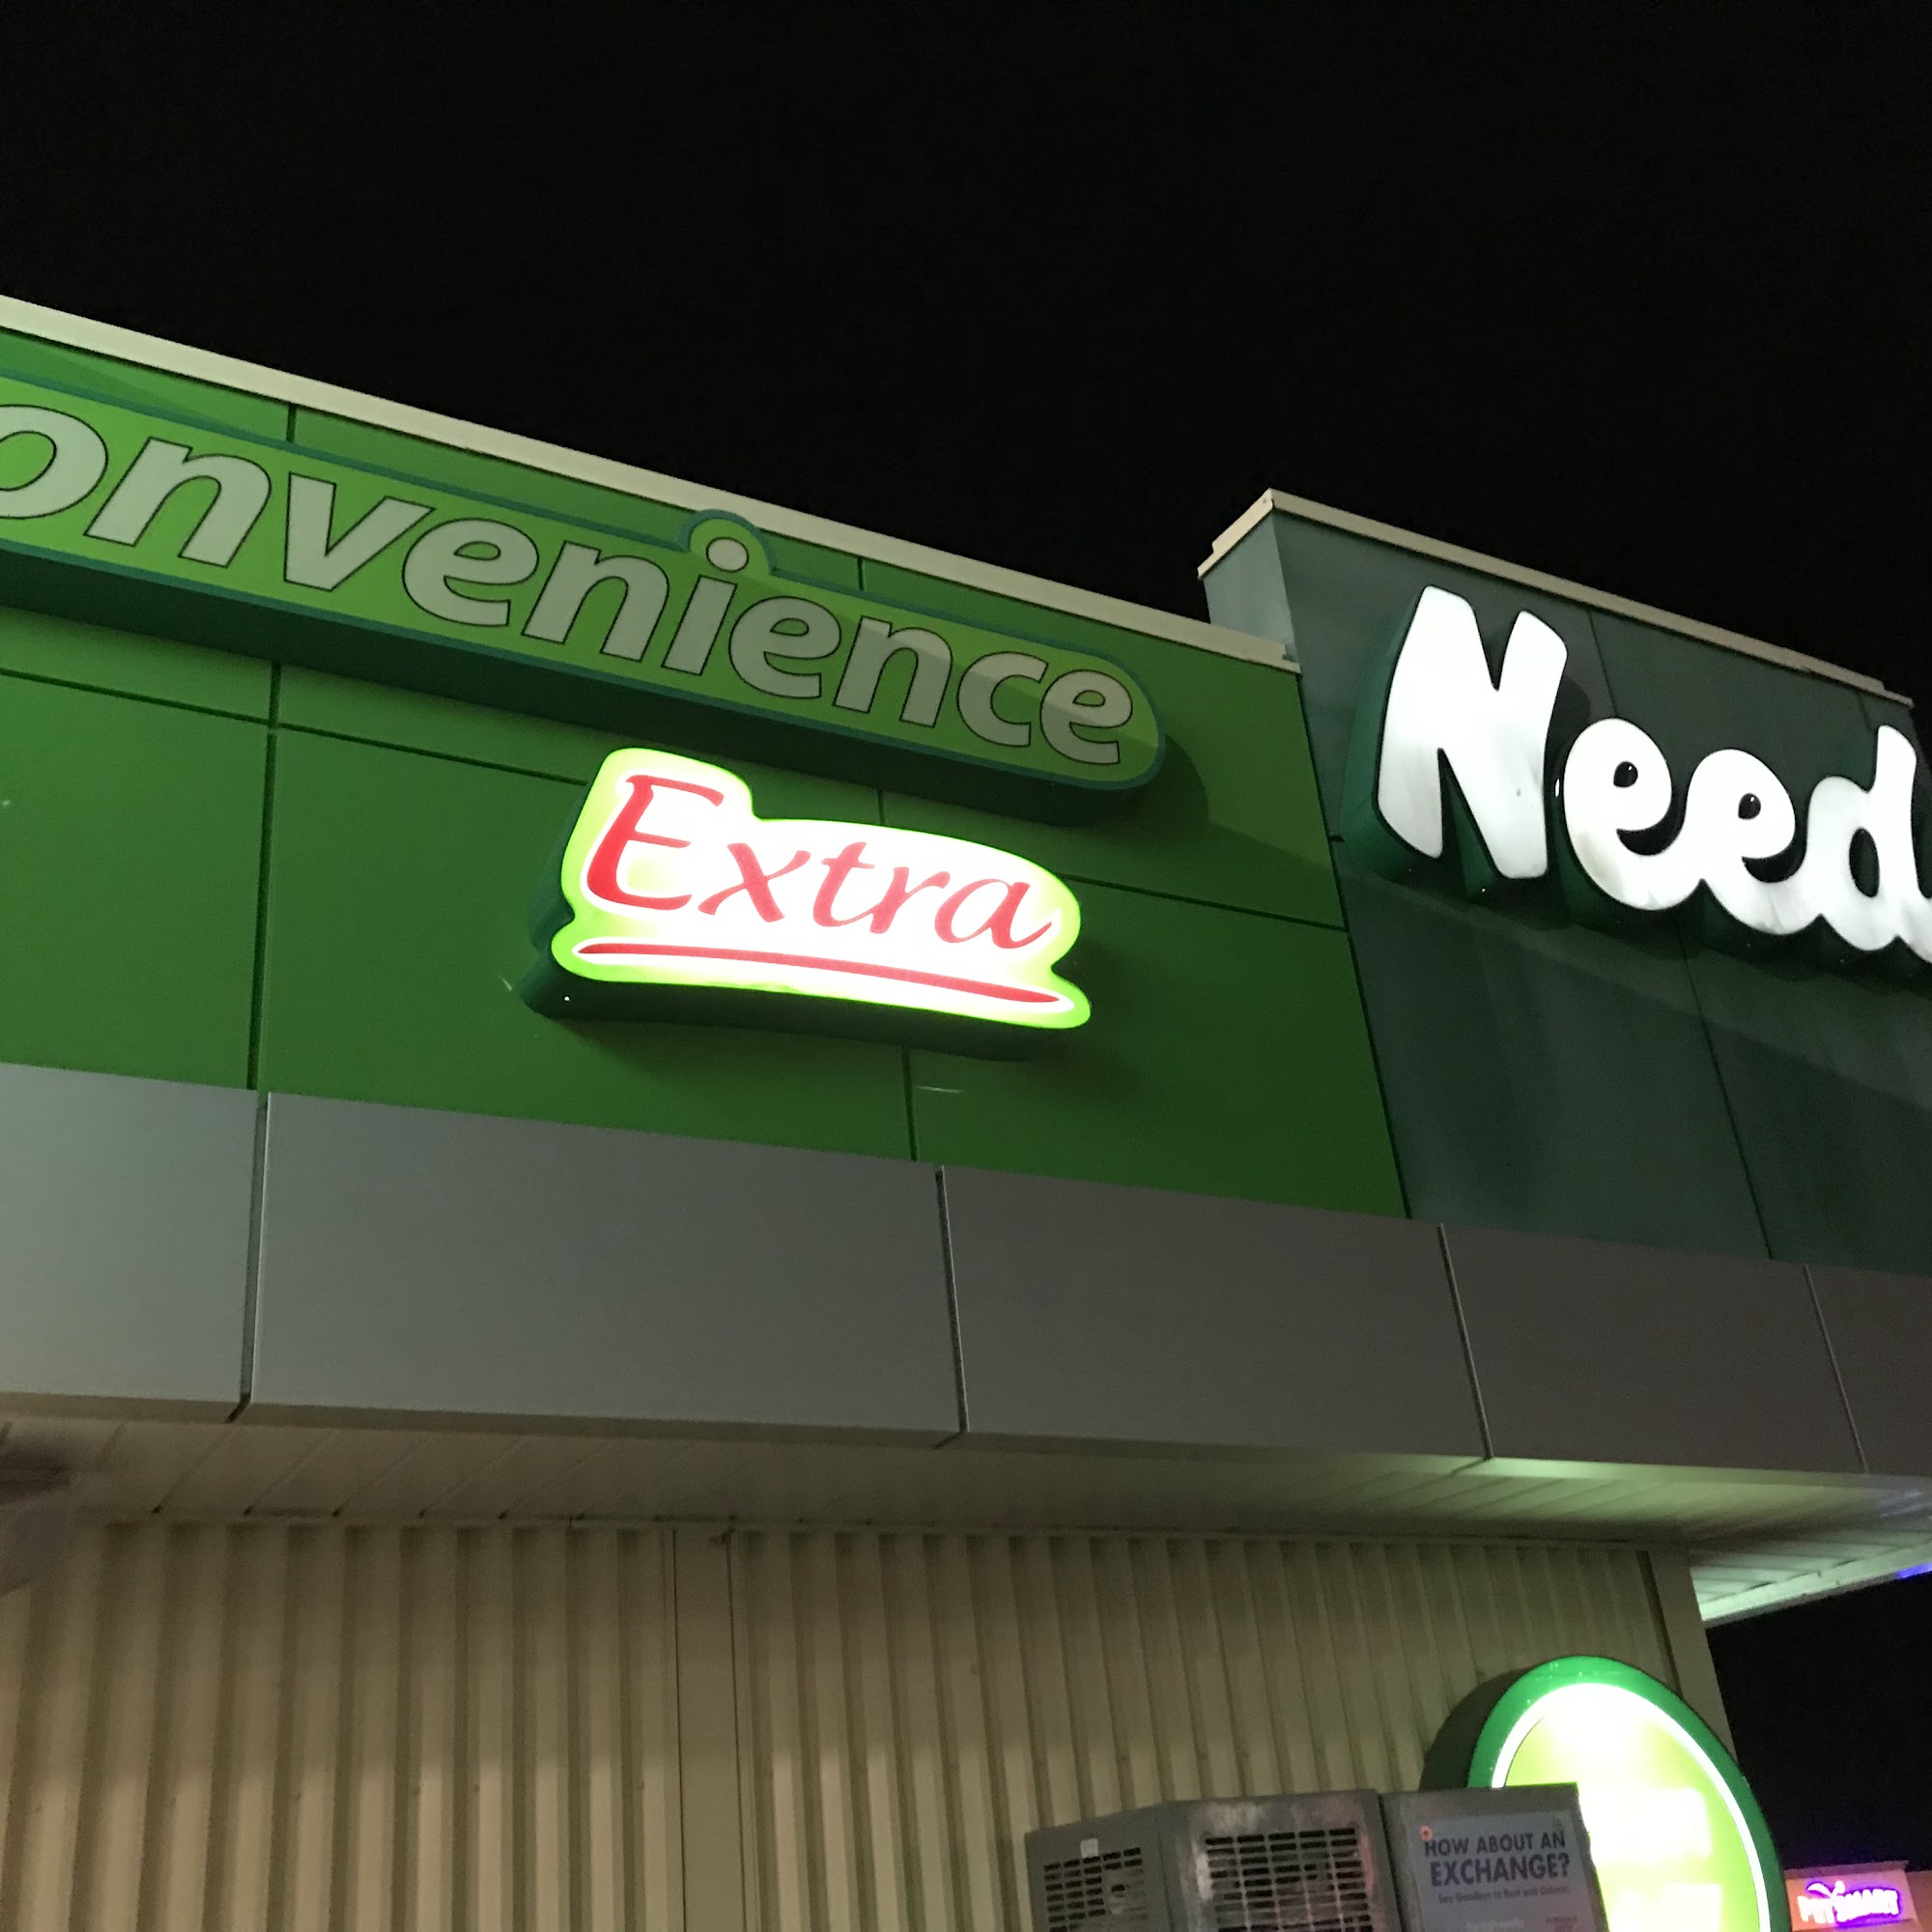 onvenience
Extra
Need
HOW ABOUT AN
EXCHANGE?